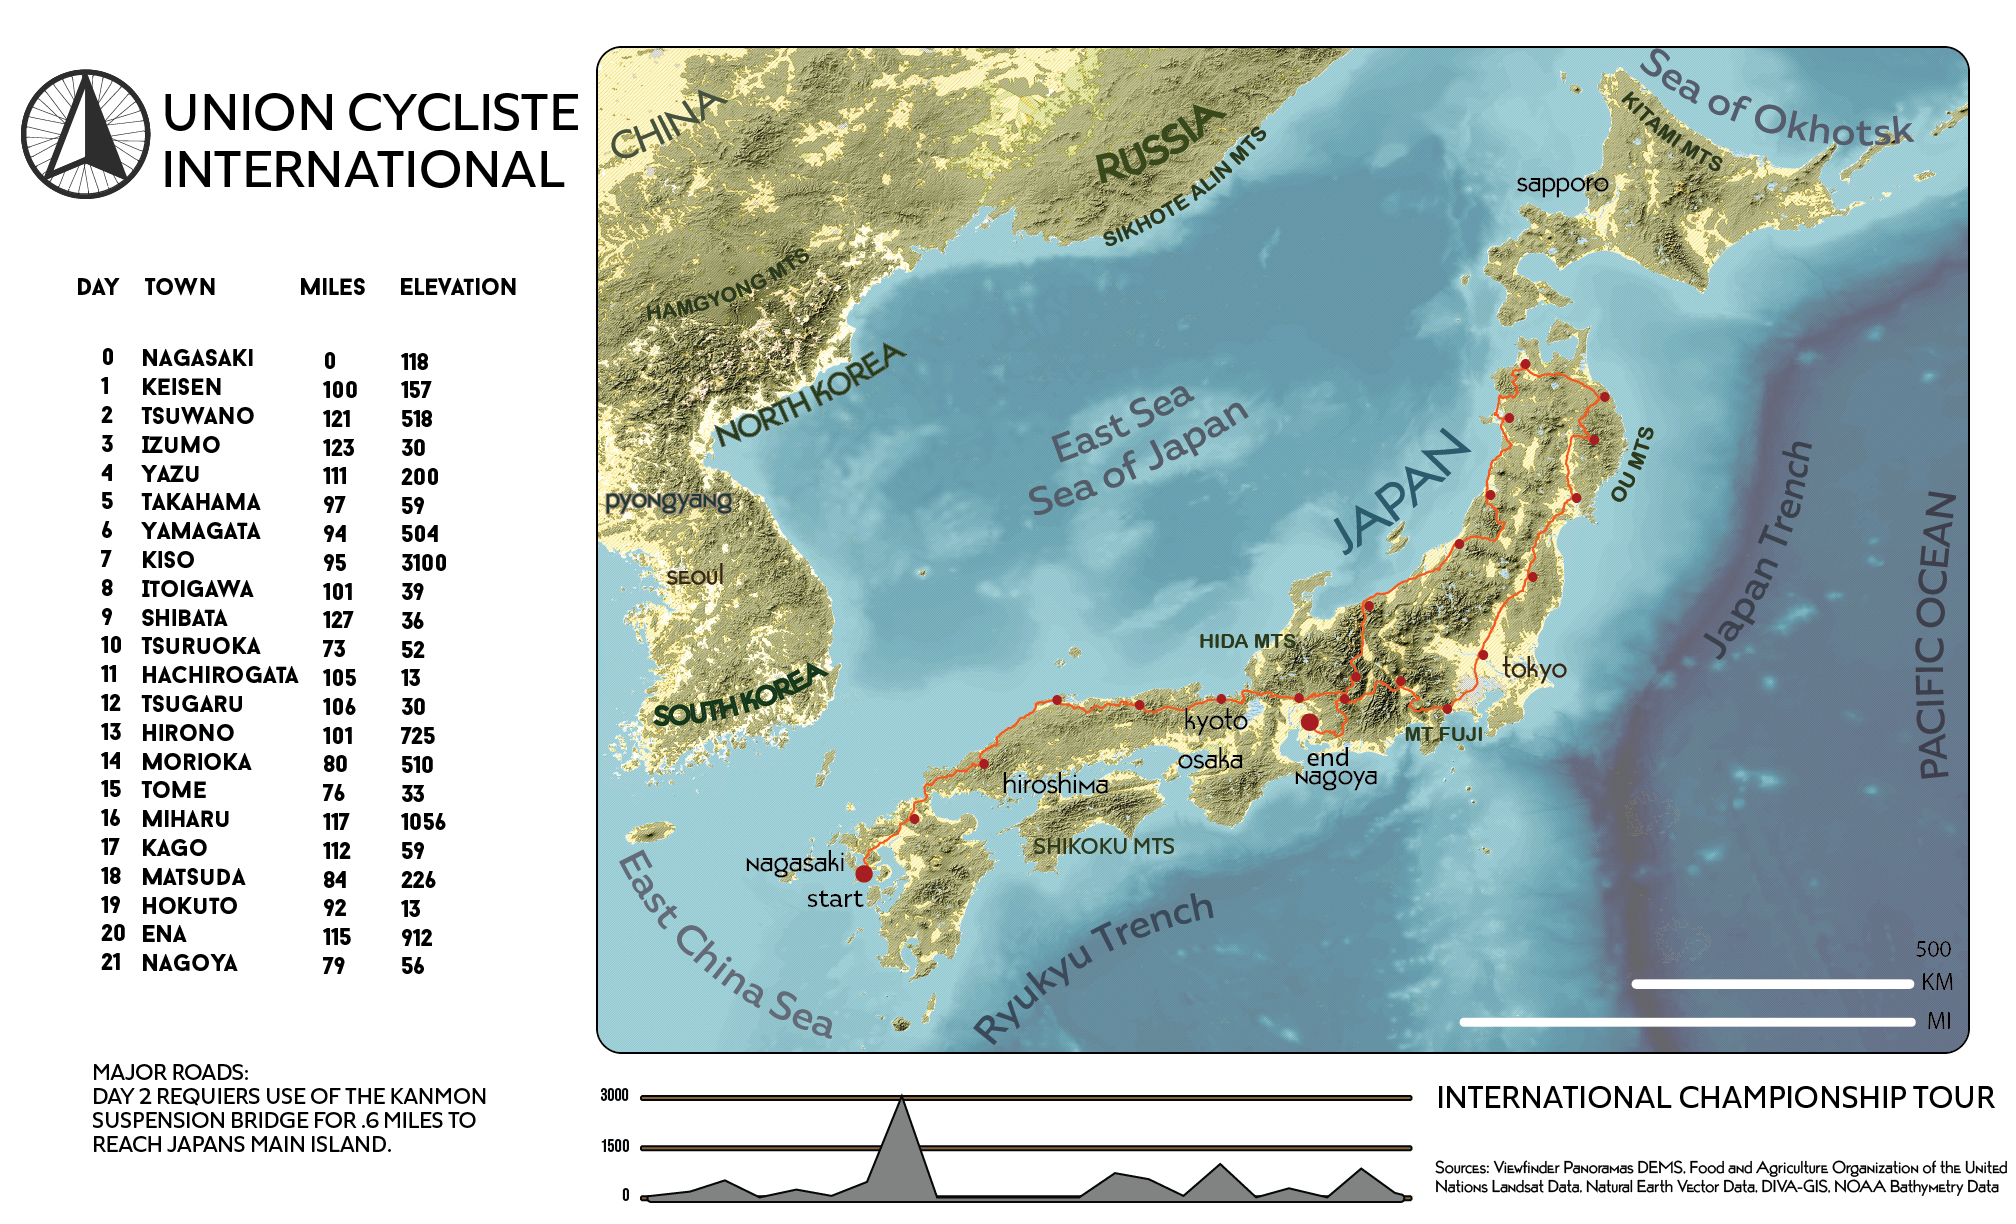 UNION CYCLISTE
INTERNATIONAL
DAY TOWN MILES ELEVATION
0 NAGASAKI 0 118
1 KEISEN 100 157
2 TSUWANO 121 518
3 IZUMO 123 30
4 YAZU 111 200
5 TAKAHAMA 97 59
6 YAMAGATA 94 504
7 KISO 95 3100
8 ITOIGAWA 101 39
9 SHIBATA 127 36
10 TSURUOKA 73 52
11 HACHIROGATA 105 13
12 TSUGARU 106 30
13 HIRONO 101 725
14 MORIOKA 80 510
15 TOME 76 33
16 MIHARU 117 1056
17 KAGO 112 59
18 MATSUDA 84 226
19 HOKUTO 92 13
20 ENA 115 912
21 NAGOYA 79 56
MAJOR ROADS:
DAY 2 REQUIERS USE OF THE KANMON
SUSPENSION BRIDGE FOR .6 MILES TO
REACH JAPANS MAIN ISLAND.
CHINA
RUSSIA
SIKHOTE ALIN MTS
Sea of Okhotsk
KITAMI MTS
sapporo
HAMGYONG MTS
NORTH KOREA
East Sea
Sea of Japan
JAPAN
OU MTS
Japan Trench
PACIFIC OCEAN
pyongyang
seoul
SOUTH KOREA
HIDA MTS
tokyo
kyoto
MT FUJI
osaka
end
Nagoya
hiroshima
SHIKOKU MTS
Nagasaki
start
East China Sea
Ryukyu Trench
500
KM
MI
3000
1500
0
INTERNATIONAL CHAMPIONSHIP TOUR
Sources: Viewfinder Panoramas DEMS, Food and Agriculture Organization of the United
Nations Landsat Data, Natural Earth Vector Data, DIVA-GIS, NOAA Bathymetry Data